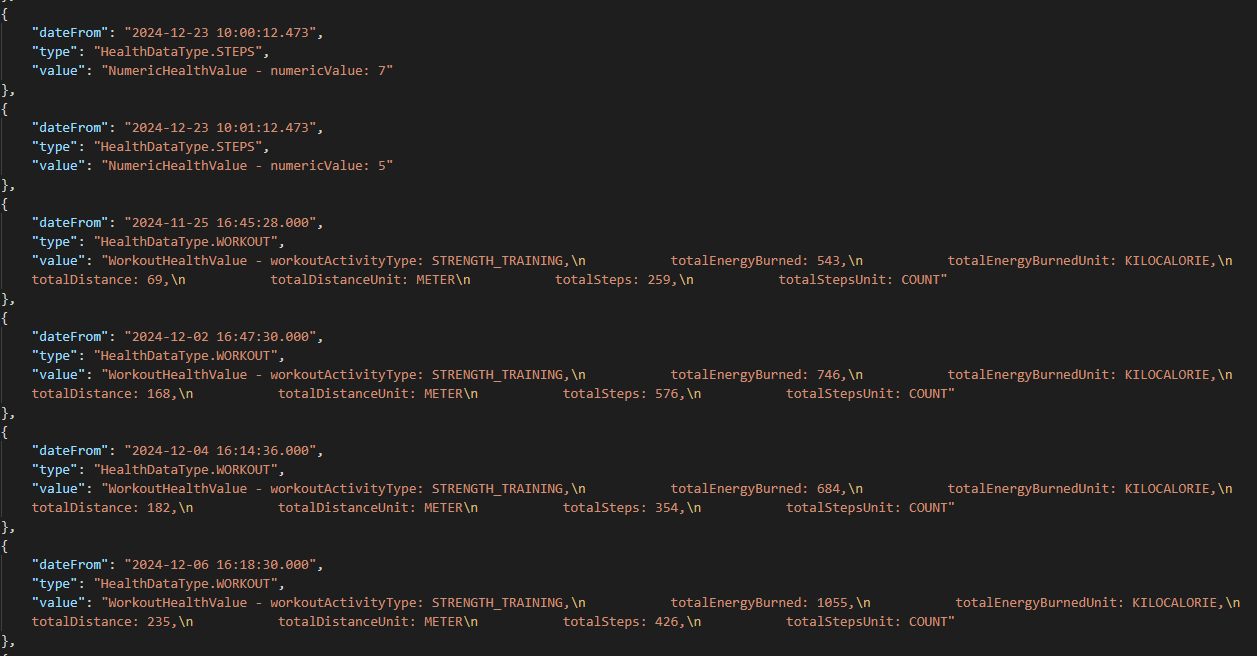 {
"dateFrom": "2024-12-23 10:00:12.473",
"type": "HealthDataType.STEPS",
"value": "NumericHealthValue - numericValue: 7"
},
{
"dateFrom": "2024-12-23 10:01:12.473",
"type": "HealthDataType.STEPS",
"value": "NumericHealthValue - numericValue: 5"
},
{
"dateFrom": "2024-11-25 16:45:28.000",
"type": "HealthDataType.WORKOUT",
"value": "WorkoutHealthValue - workoutActivityType: STRENGTH_TRAINING,\n           totalEnergyBurned: 543,\n           totalEnergyBurnedUnit: KILOCALORIE,\n
totalDistance: 69,\n           totalDistanceUnit: METER\n           totalSteps: 259,\n           totalStepsUnit: COUNT"
},
{
"dateFrom": "2024-12-02 16:47:30.000",
"type": "HealthDataType.WORKOUT",
"value": "WorkoutHealthValue - workoutActivityType: STRENGTH_TRAINING,\n           totalEnergyBurned: 746,\n           totalEnergyBurnedUnit: KILOCALORIE,\n
totalDistance: 168,\n           totalDistanceUnit: METER\n           totalSteps: 576,\n           totalStepsUnit: COUNT"
},
{
"dateFrom": "2024-12-04 16:14:36.000",
"type": "HealthDataType.WORKOUT",
"value": "WorkoutHealthValue - workoutActivityType: STRENGTH_TRAINING,\n           totalEnergyBurned: 684,\n           totalEnergyBurnedUnit: KILOCALORIE,\n
totalDistance: 182,\n           totalDistanceUnit: METER\n           totalSteps: 354,\n           totalStepsUnit: COUNT"
},
{
"dateFrom": "2024-12-06 16:18:30.000",
"type": "HealthDataType.WORKOUT",
"value": "WorkoutHealthValue - workoutActivityType: STRENGTH_TRAINING,\n           totalEnergyBurned: 1055,\n           totalEnergyBurnedUnit: KILOCALORIE,\n
totalDistance: 235,\n           totalDistanceUnit: METER\n           totalSteps: 426,\n           totalStepsUnit: COUNT"
},